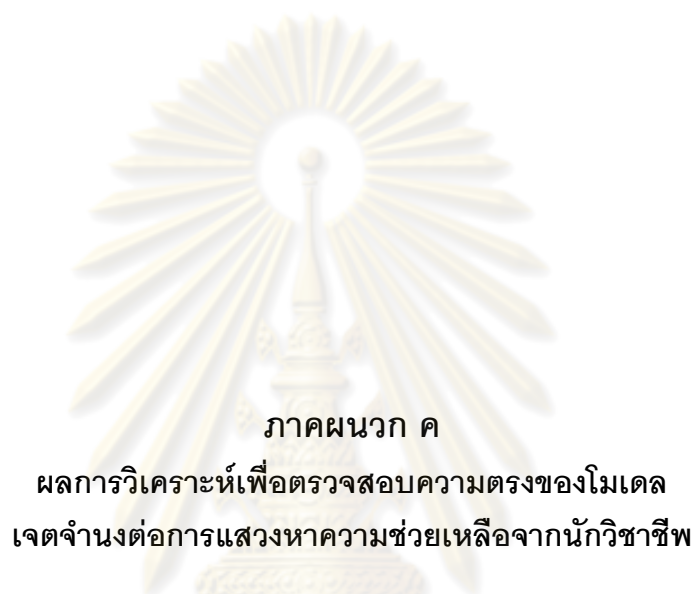 ภาคผนวก ค
ผลการวิเคราะห์เพื่อตรวจสอบความตรงของโมเดล
เจตจำนงต่อการแสวงหาความช่วยเหลือจากนักวิชาชีพ